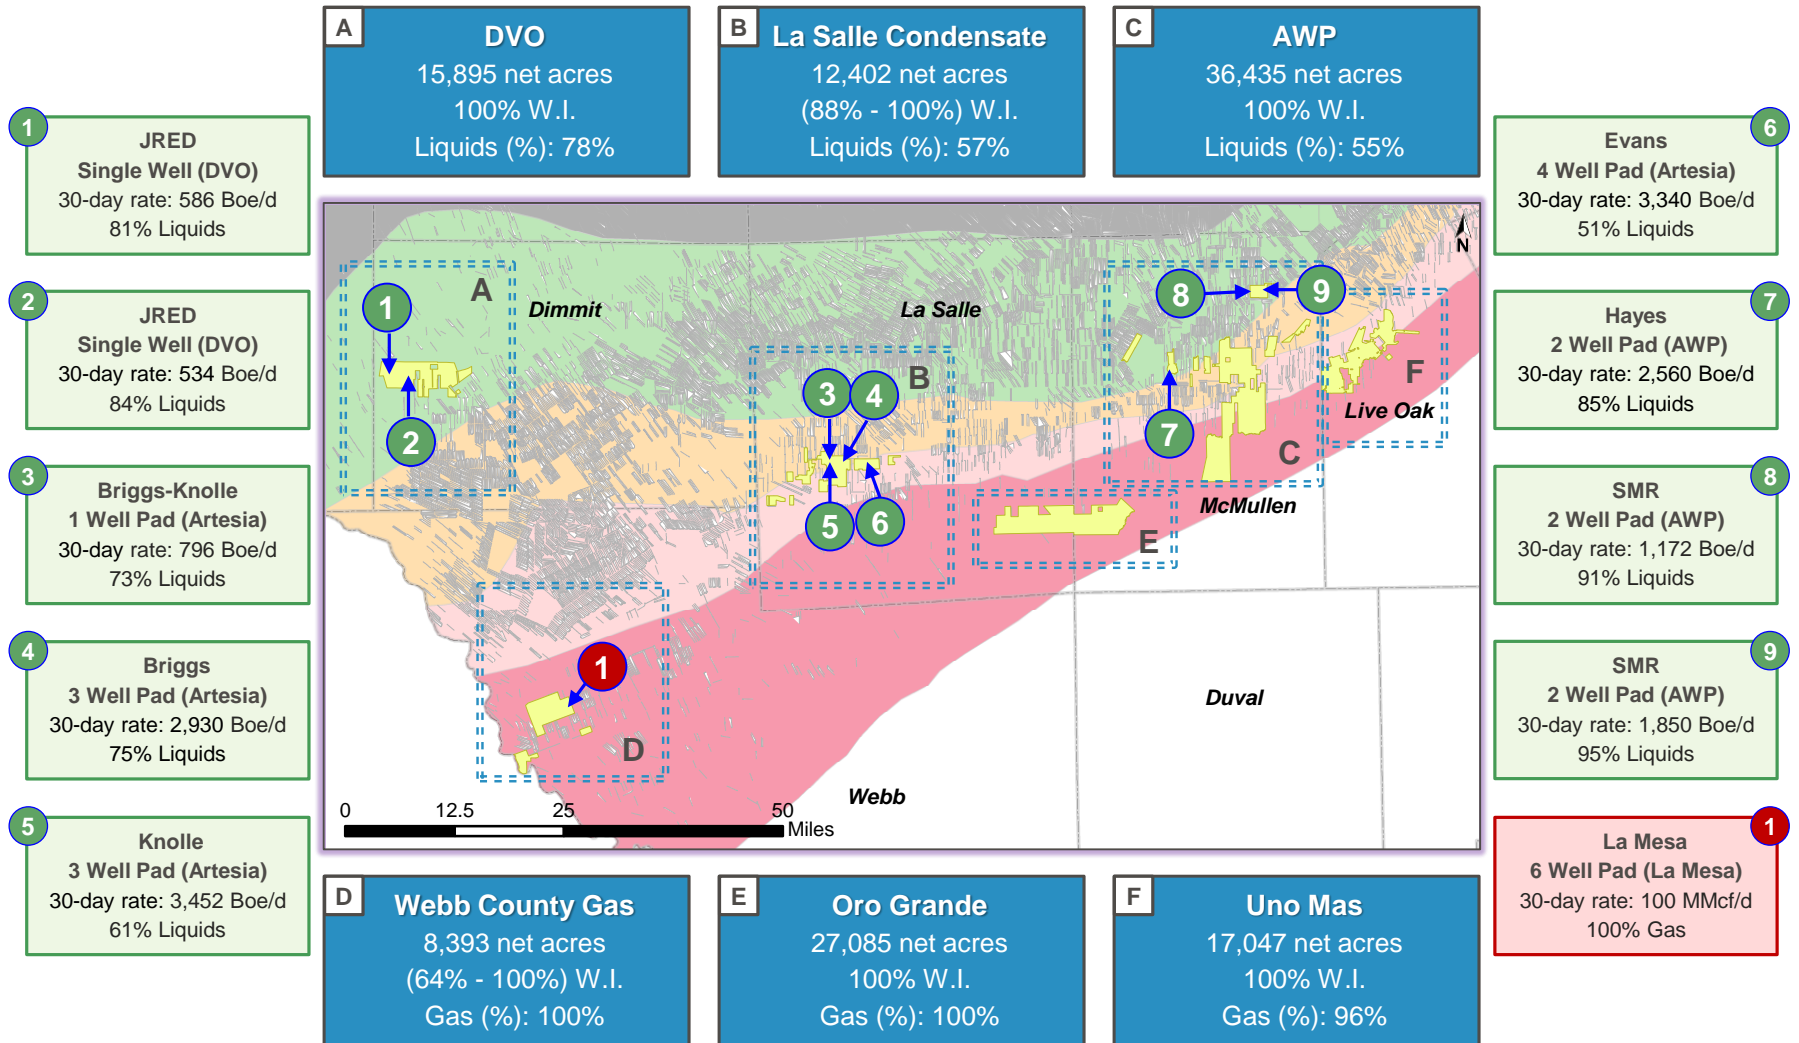 A
DVO
15,895 net acres
100% W.I.
Liquids (%): 78%
B
La Salle Condensate
12,402 net acres
(88% - 100%) W.I.
Liquids (%): 57%
C
AWP
36,435 net acres
100% W.I.
Liquids (%): 55%
1
JRED
Single Well (DVO)
30-day rate: 586 Boe/d
81% Liquids
2
JRED
Single Well (DVO)
30-day rate: 534 Boe/d
84% Liquids
3
Briggs-Knolle
1 Well Pad (Artesia)
30-day rate: 796 Boe/d
73% Liquids
4
Briggs
3 Well Pad (Artesia)
30-day rate: 2,930 Boe/d
75% Liquids
5
Knolle
3 Well Pad (Artesia)
30-day rate: 3,452 Boe/d
61% Liquids
N
A
1
2
Dimmit
La Salle
8
9
B
3
4
5
6
7
C
F
Live Oak
McMullen
E
1
D
Duval
Webb
0
12.5
25
50
Miles
6
Evans
4 Well Pad (Artesia)
30-day rate: 3,340 Boe/d
51% Liquids
7
Hayes
2 Well Pad (AWP)
30-day rate: 2,560 Boe/d
85% Liquids
8
SMR
2 Well Pad (AWP)
30-day rate: 1,172 Boe/d
91% Liquids
9
SMR
2 Well Pad (AWP)
30-day rate: 1,850 Boe/d
95% Liquids
1
La Mesa
6 Well Pad (La Mesa)
30-day rate: 100 MMcf/d
100% Gas
D
Webb County Gas
8,393 net acres
(64% - 100%) W.I.
Gas (%): 100%
E
Oro Grande
27,085 net acres
100% W.I.
Gas (%): 100%
F
Uno Mas
17,047 net acres
100% W.I.
Gas (%): 96%